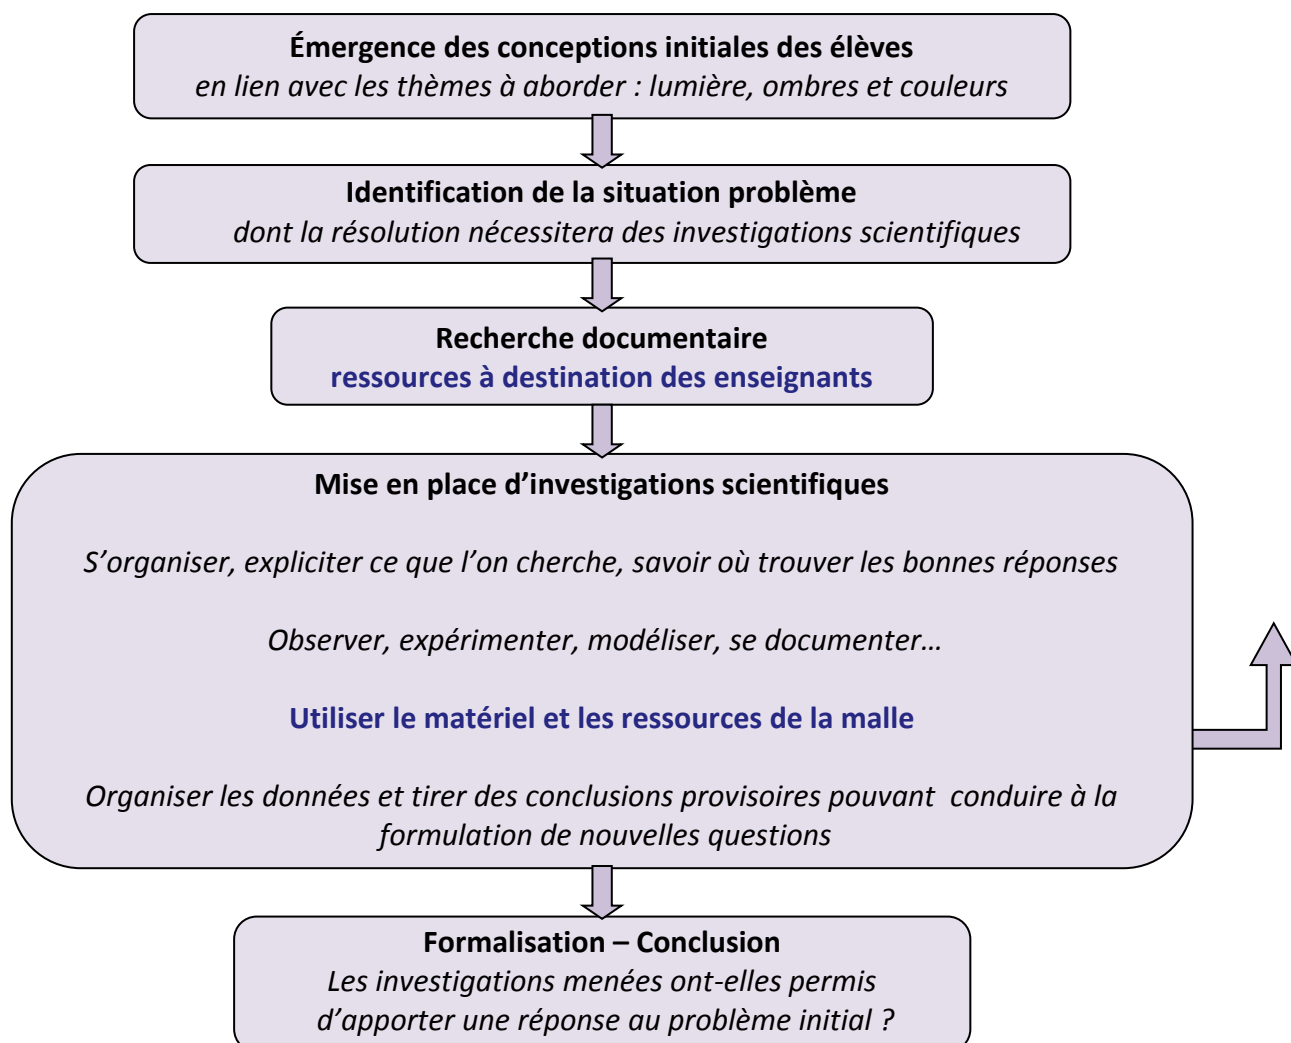 Émergence des conceptions initiales des élèves
en lien avec les thèmes à aborder : lumière, ombres et couleurs
Identification de la situation problème
dont la résolution nécessitera des investigations scientifiques
Recherche documentaire
ressources à destination des enseignants
Mise en place d’investigations scientifiques
S’organiser, expliciter ce que l’on cherche, savoir où trouver les bonnes réponses
Observer, expérimenter, modéliser, se documenter…
Utiliser le matériel et les ressources de la malle
Organiser les données et tirer des conclusions provisoires pouvant  conduire à la
formulation de nouvelles questions
Formalisation – Conclusion
Les investigations menées ont-elles permis
d’apporter une réponse au problème initial ?